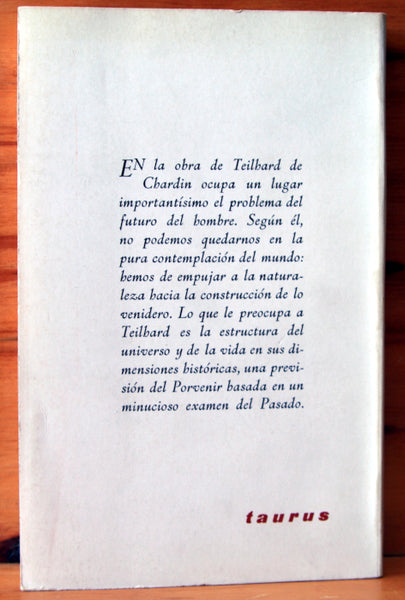 EN la obra de Teilhard de
Chardin ocupa un lugar
importantísimo el problema del
futuro del hombre. Según él,
no podemos quedarnos en la
pura contemplación del mundo:
hemos de empujar a la natura-
leza hacia la construcción de lo
venidero. Lo que le preocupa a
Teilhard es la estructura del
universo y de la vida en sus di-
mensiones históricas, una previ-
sión del Porvenir basada en un
minucioso examen del Pasado.
taurus